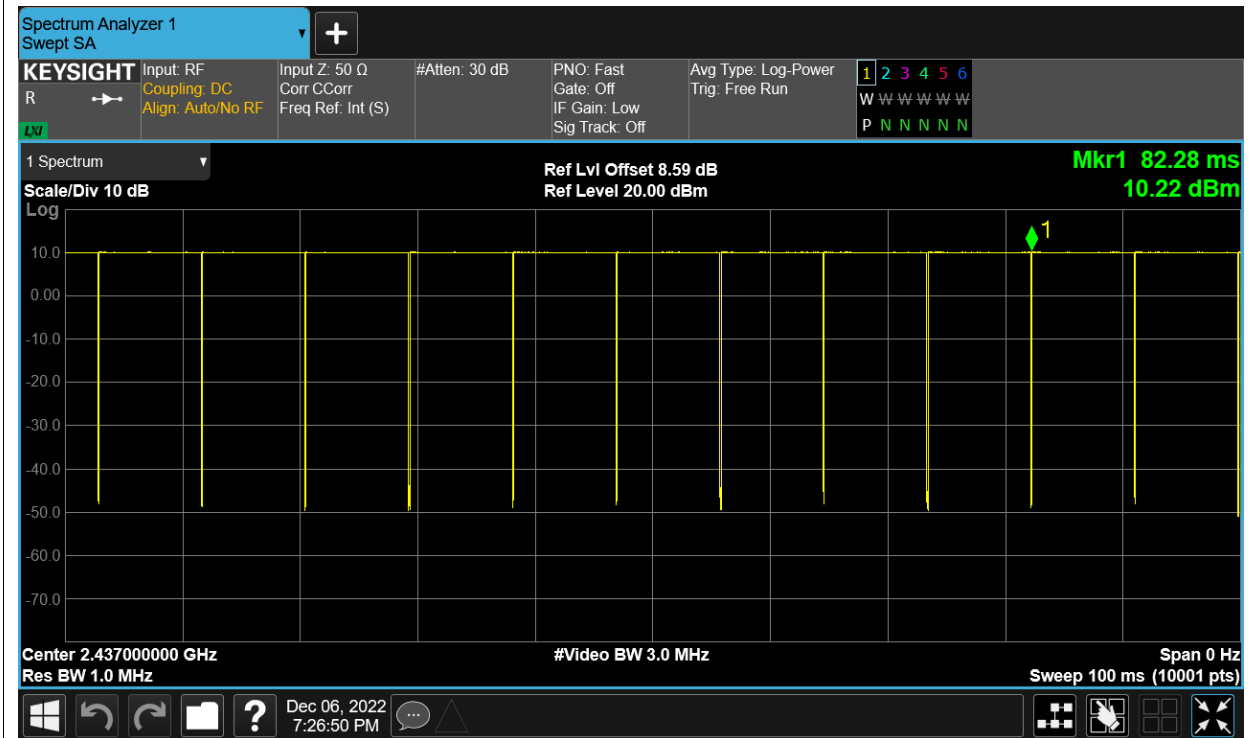 Spectrum Analyzer 1
Swept SA
KEYSIGHT
R
LXI
Input: RF
Coupling: DC
Align: Auto/No RF
Input Z: 50 Ω
Corr CCorr
Freq Ref: Int (S)
#Atten: 30 dB
PNO: Fast
Gate: Off
IF Gain: Low
Sig Track: Off
Avg Type: Log-Power
Trig: Free Run
1 2 3 4 5 6
W W W W W W
P N N N N N
1 Spectrum
Scale/Div 10 dB
Log
Ref Lvl Offset 8.59 dB
Ref Level 20.00 dBm
Mkr1 82.28 ms
10.22 dBm
1
10.0
0.00
-10.0
-20.0
-30.0
-40.0
-50.0
-60.0
-70.0
Center 2.437000000 GHz
Res BW 1.0 MHz
#Video BW 3.0 MHz
Span 0 Hz
Sweep 100 ms (10001 pts)
?
Dec 06, 2022
7:26:50 PM